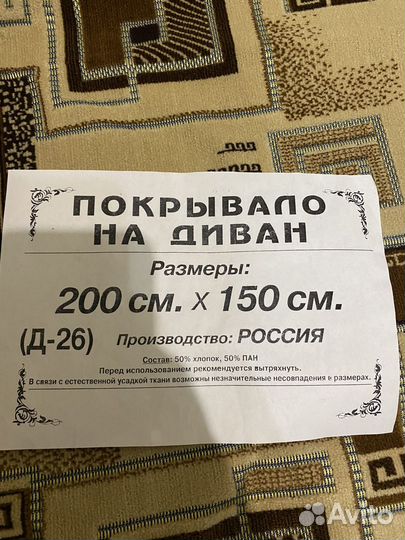 ПОКРЫВАЛО
НА ДИВАН
Размеры:
200 см. х 150 см.
(Д-26) Производство: РОССИЯ
Состав: 50% хлопок, 50% ПАН
Перед использованием рекомендуется вытряхнуть.
В связи с естественной усадкой ткани возможны незначительные несовпадения в размерах.
Avito